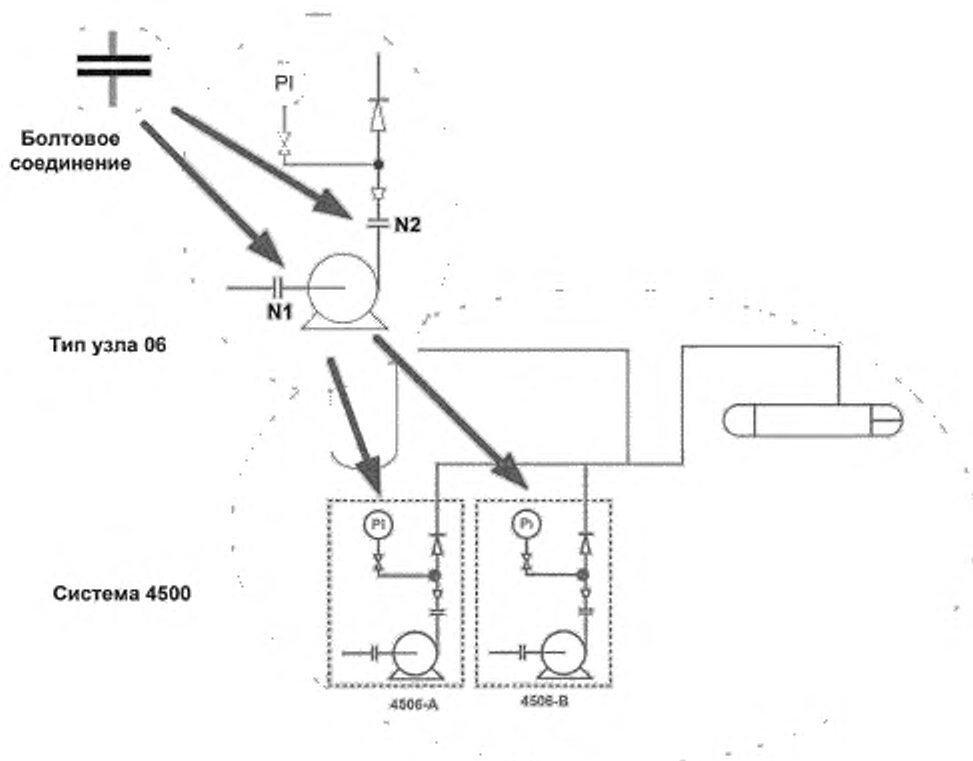 PI
Болтовое
соединение
N2
N1
Тип узла 06
PI
PI
Система 4500
4506-A
4506-B